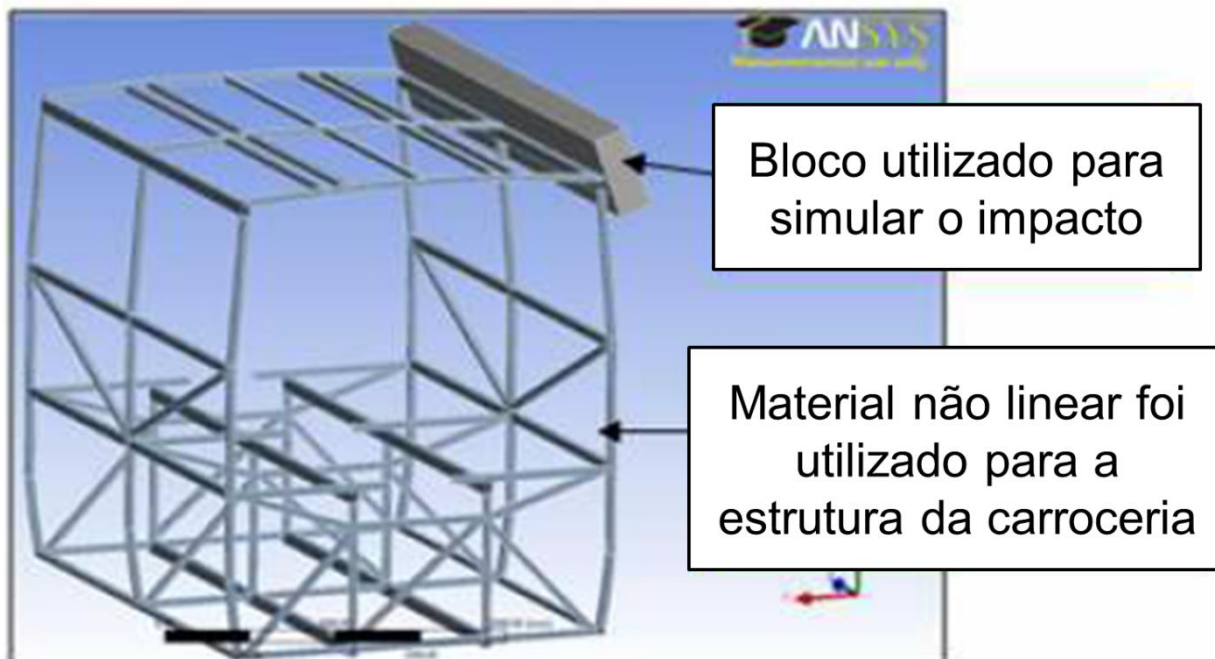 ANSYS
Bloco utilizado para
simular o impacto
Material não linear foi
utilizado para a
estrutura da carroceria